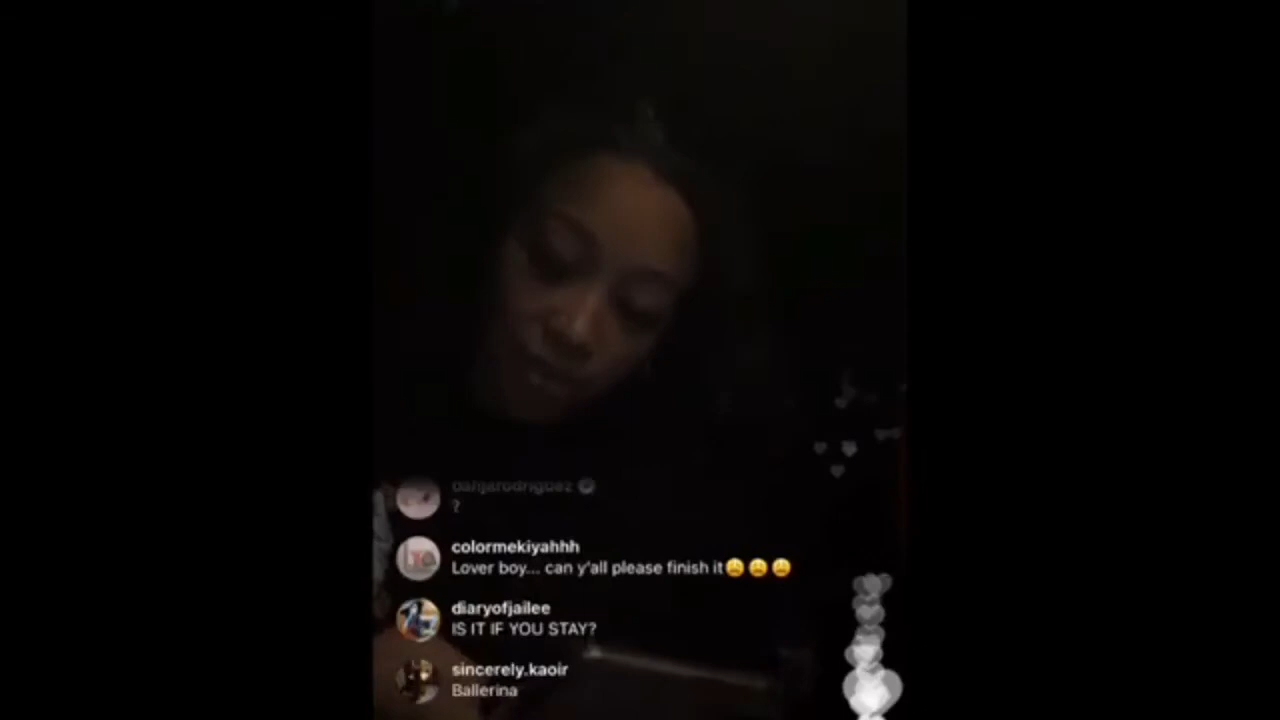 ?
colormekiyahhh
Lover boy... can y'all please finish it😩😩😩
diaryofjailee
IS IT IF YOU STAY?
sincerely.kaoir
Ballerina